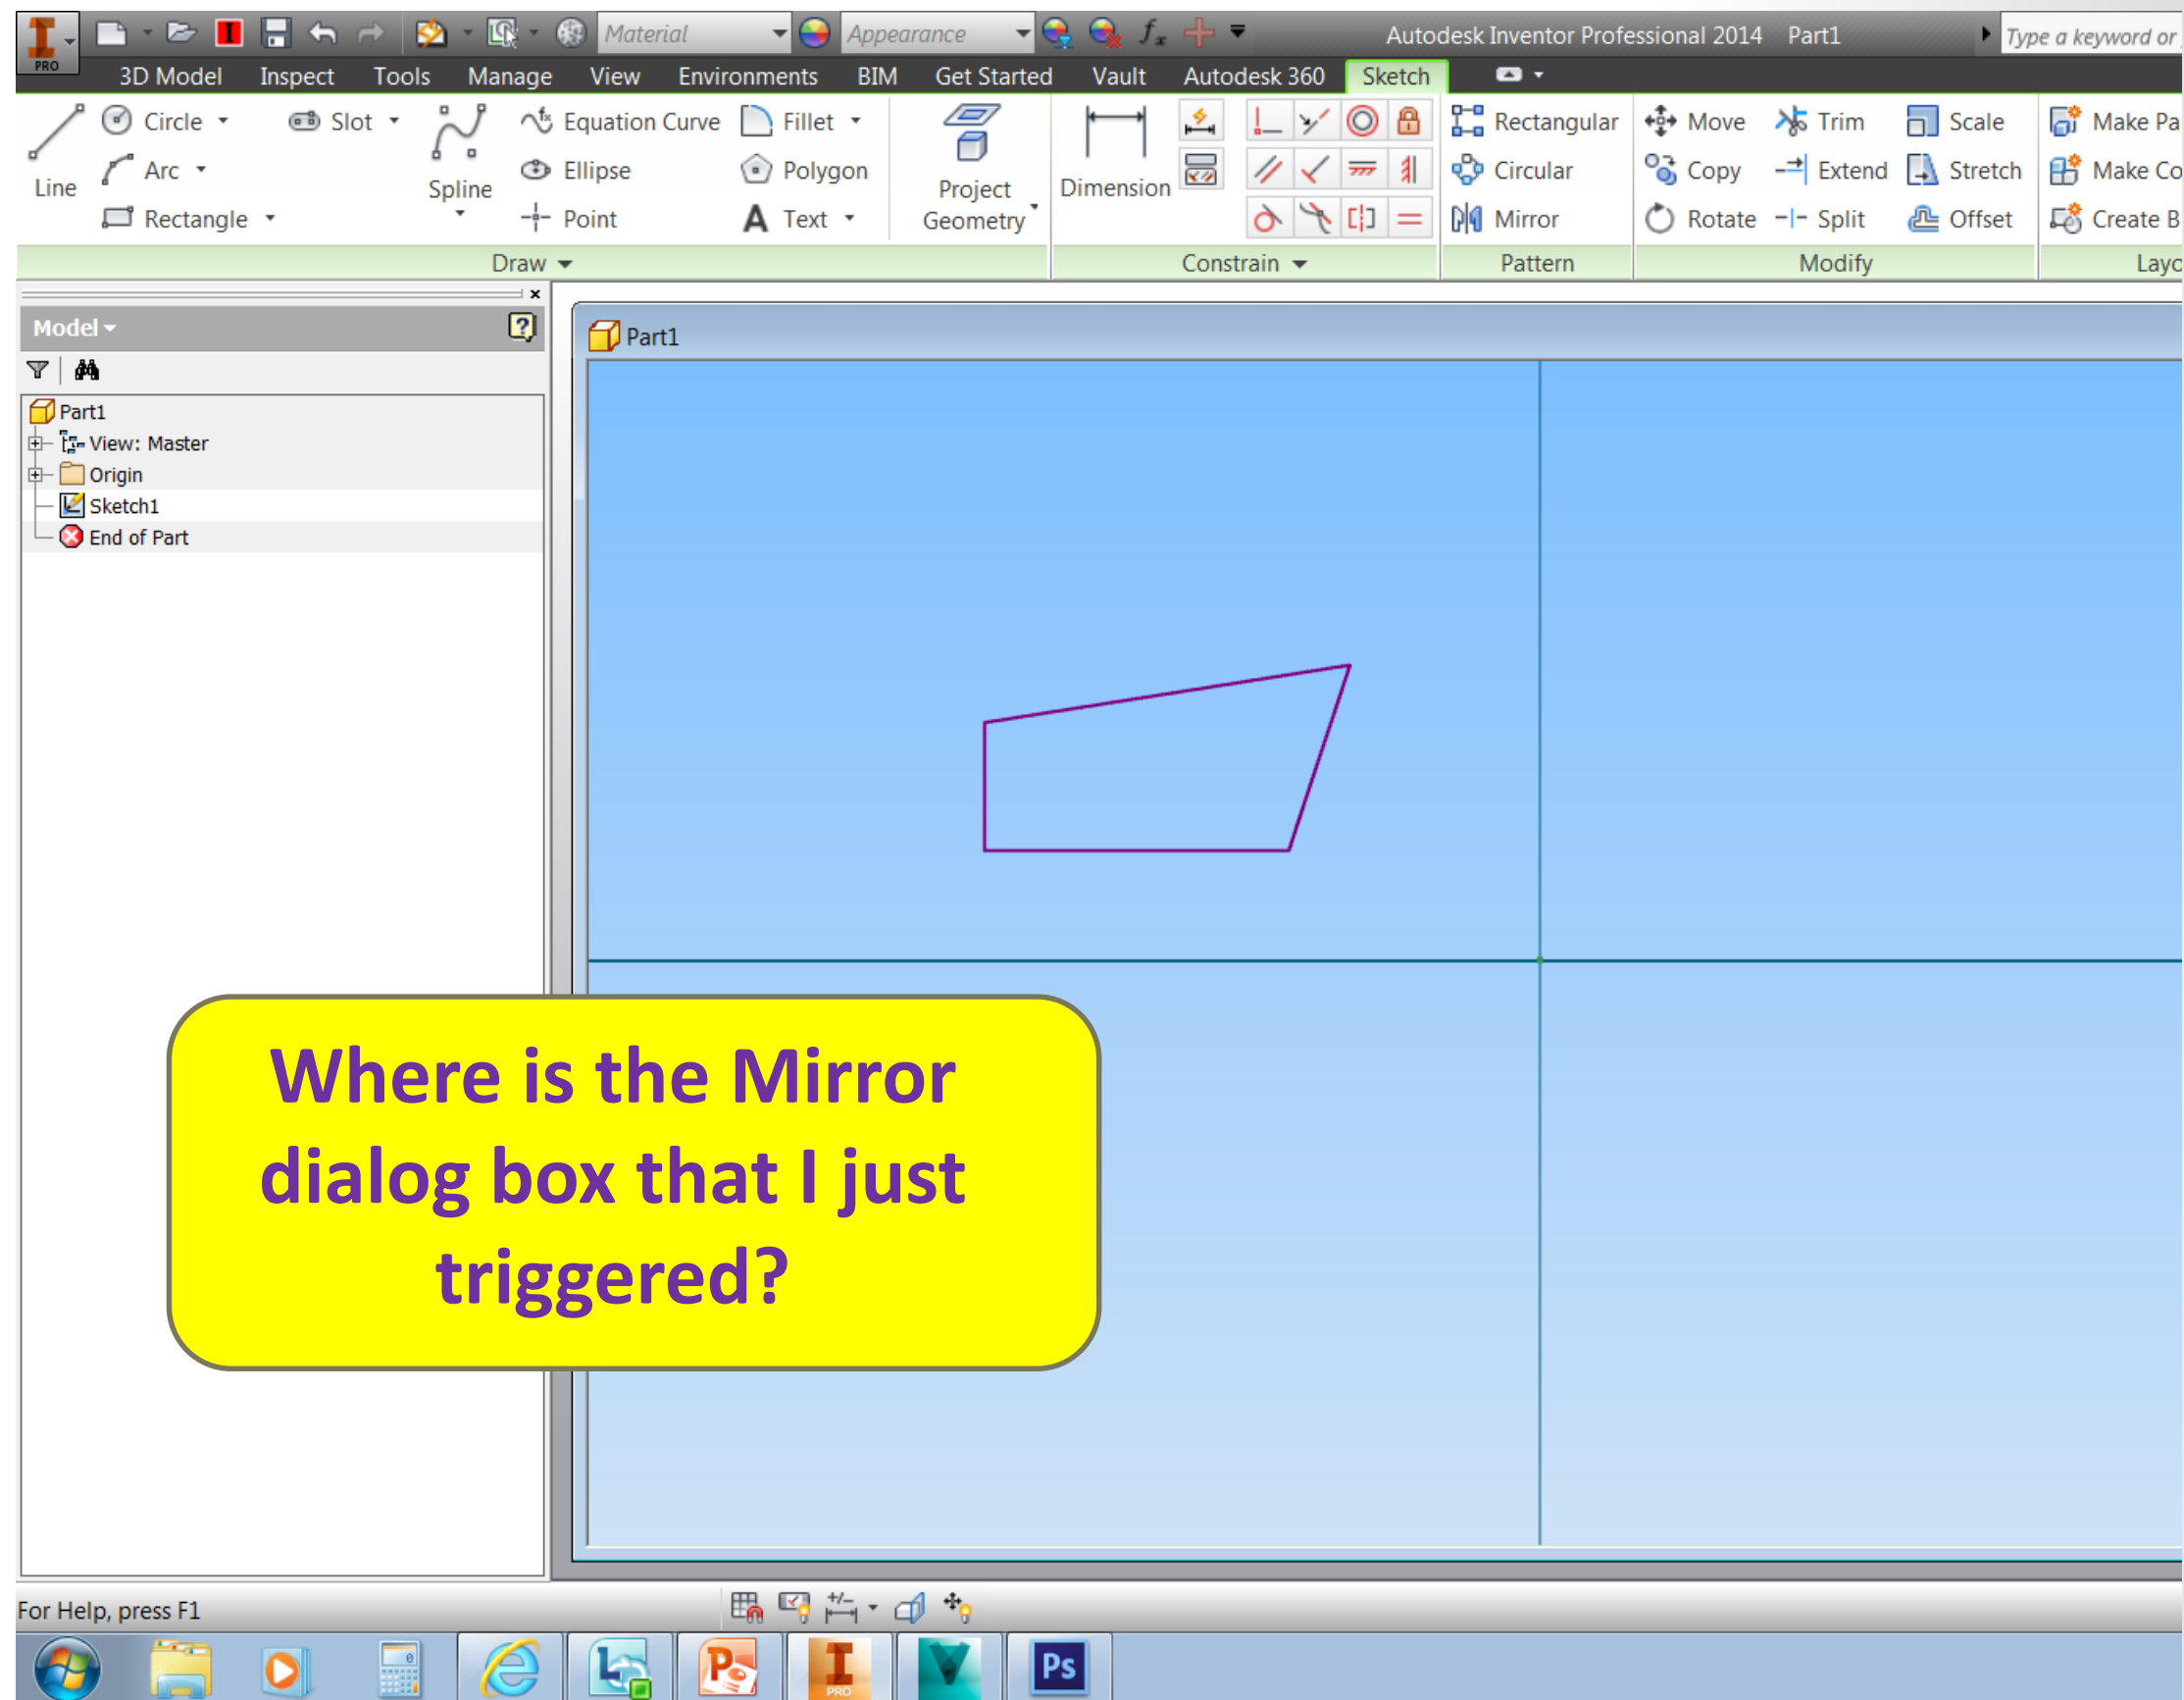 PRO
Material
Appearance
Autodesk Inventor Professional 2014 Part1
Type a keyword or
3D Model Inspect Tools Manage View Environments BIM Get Started Vault Autodesk 360 Sketch
Circle Slot Equation Curve Fillet Rectangular Move Trim Scale Make Pa
Line Arc Spline Ellipse Polygon Project Geometry Dimension Circular Copy Extend Stretch Make Co
Rectangle Point A Text Mirror Rotate Split Offset Create B
Draw Constrain Pattern Modify Layo
Model
Part1
Part1
View: Master
Origin
Sketch1
End of Part
Where is the Mirror
dialog box that I just
triggered?
For Help, press F1
PRO
Ps